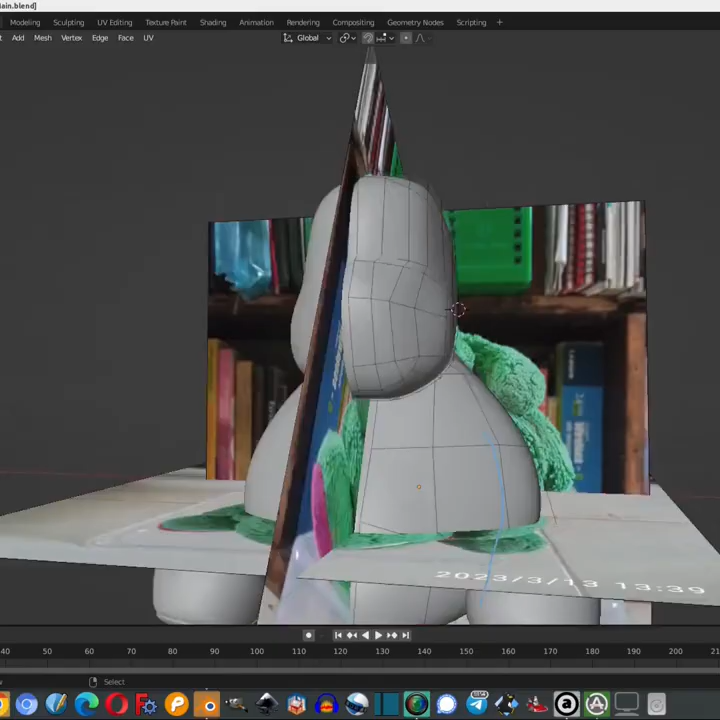 ain.blend]
Modeling Sculpting UV Editing Texture Paint Shading Animation Rendering Compositing Geometry Nodes Scripting +
t Add Mesh Vertex Edge Face UV Global
2023/3/13 13:39
40 50 60 70 80 90 100 110 120 130 140 150 160 170 180 190 200 21
Select